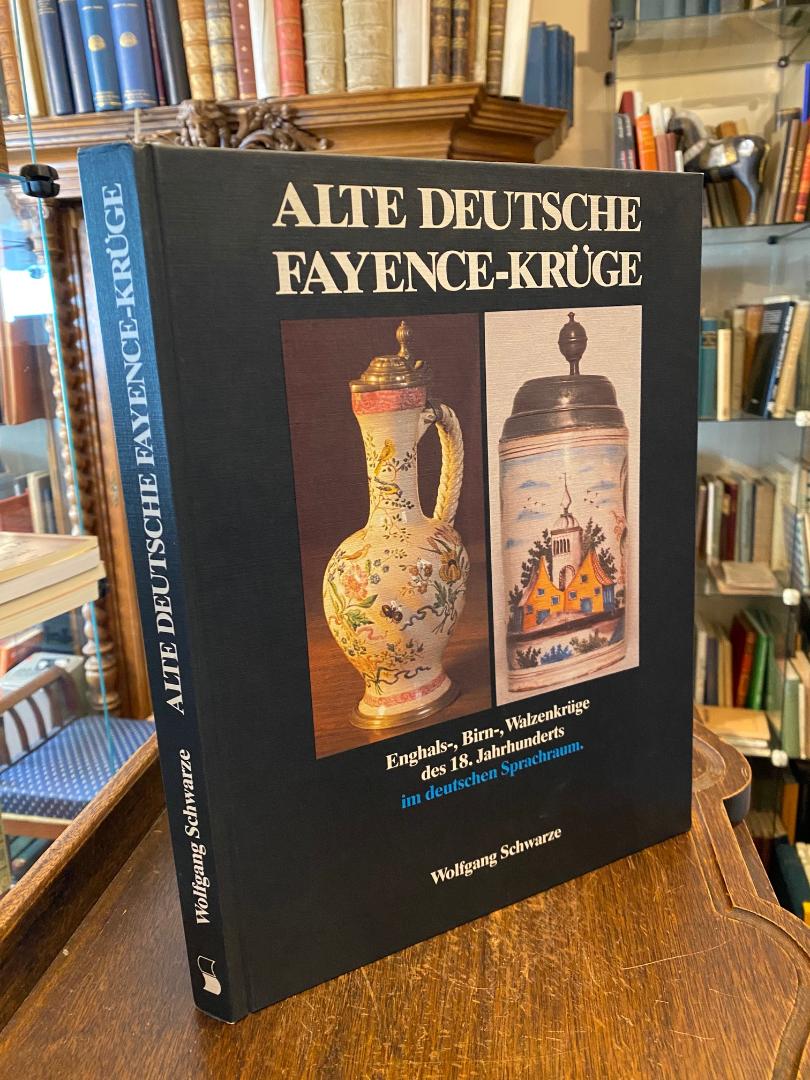 ALTE DEUTSCHE
FAYENCE-KRÜGE
Enghals-, Birn-, Walzenkrüge
des 18. Jahrhunderts
im deutschen Sprachraum.
Wolfgang Schwarze
Wolfgang Schwarze ALTE DEUTSCHE FAYENCE-KRÜGE